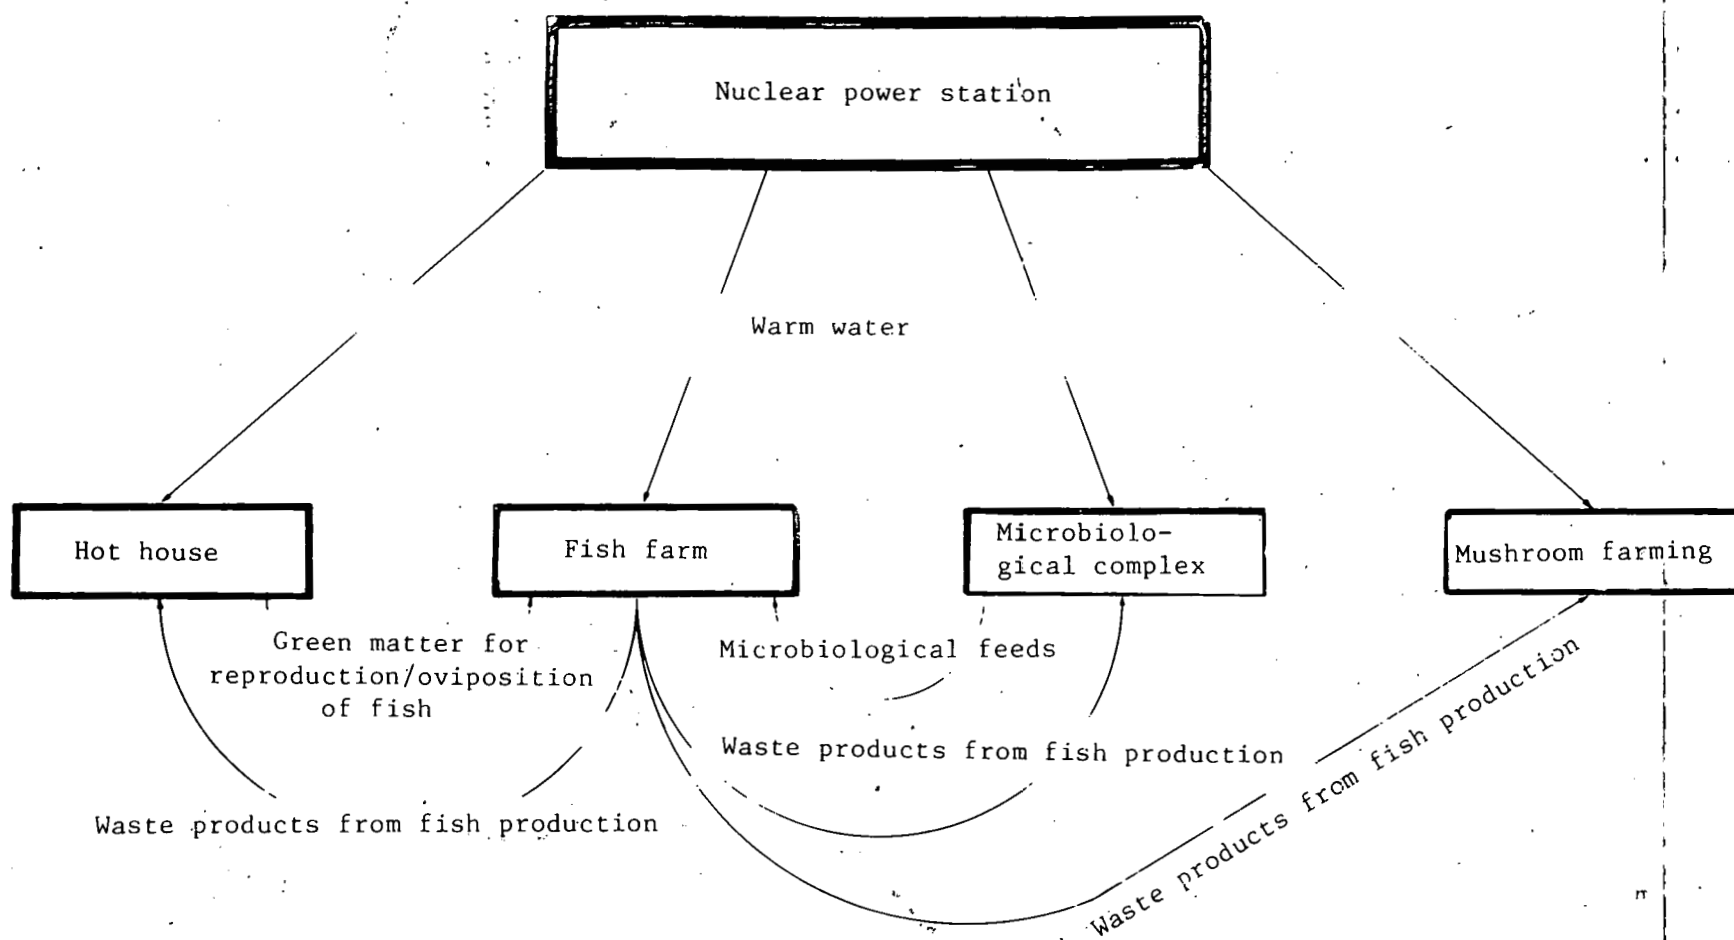 Nuclear power station
Warm water
Hot house
Fish farm
Microbiolo-
gical complex
Mushroom farming
Green matter for
reproduction/oviposition
of fish
Microbiological feeds
Waste products from fish production
Waste products from fish production
Waste products from fish production